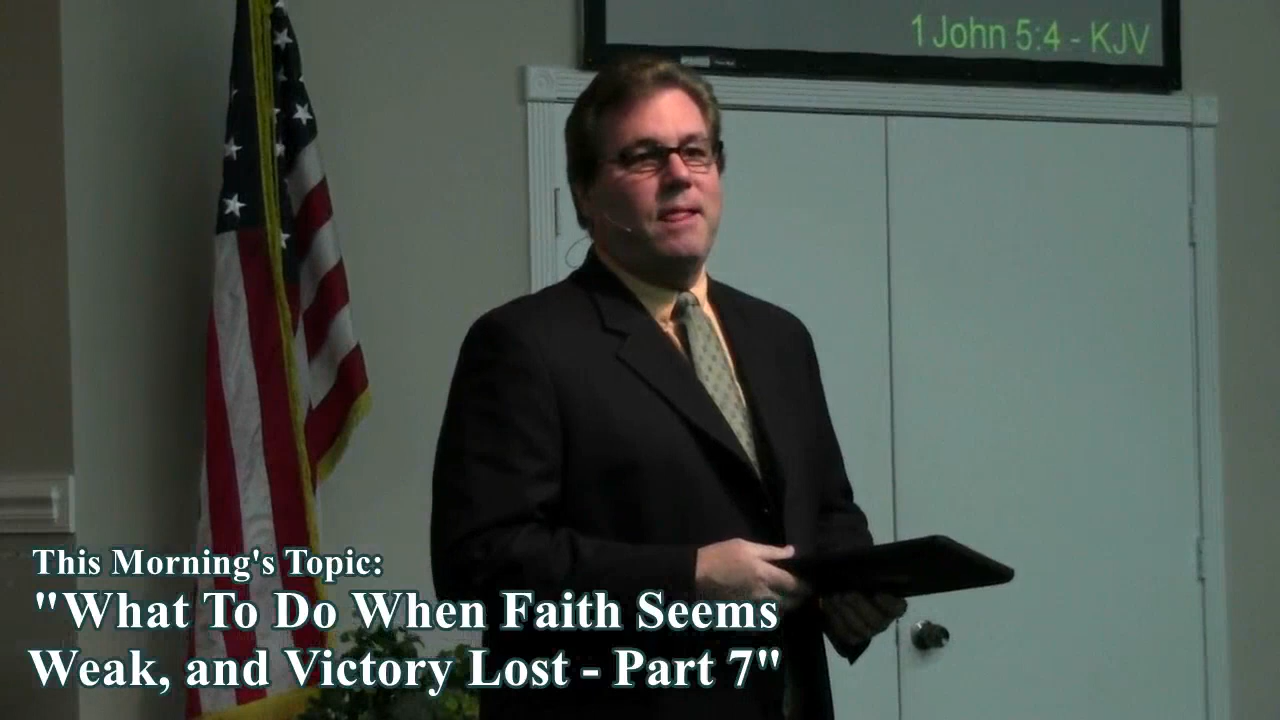 1 John 5:4 - KJV
This Morning's Topic:
"What To Do When Faith Seems
Weak, and Victory Lost - Part 7"